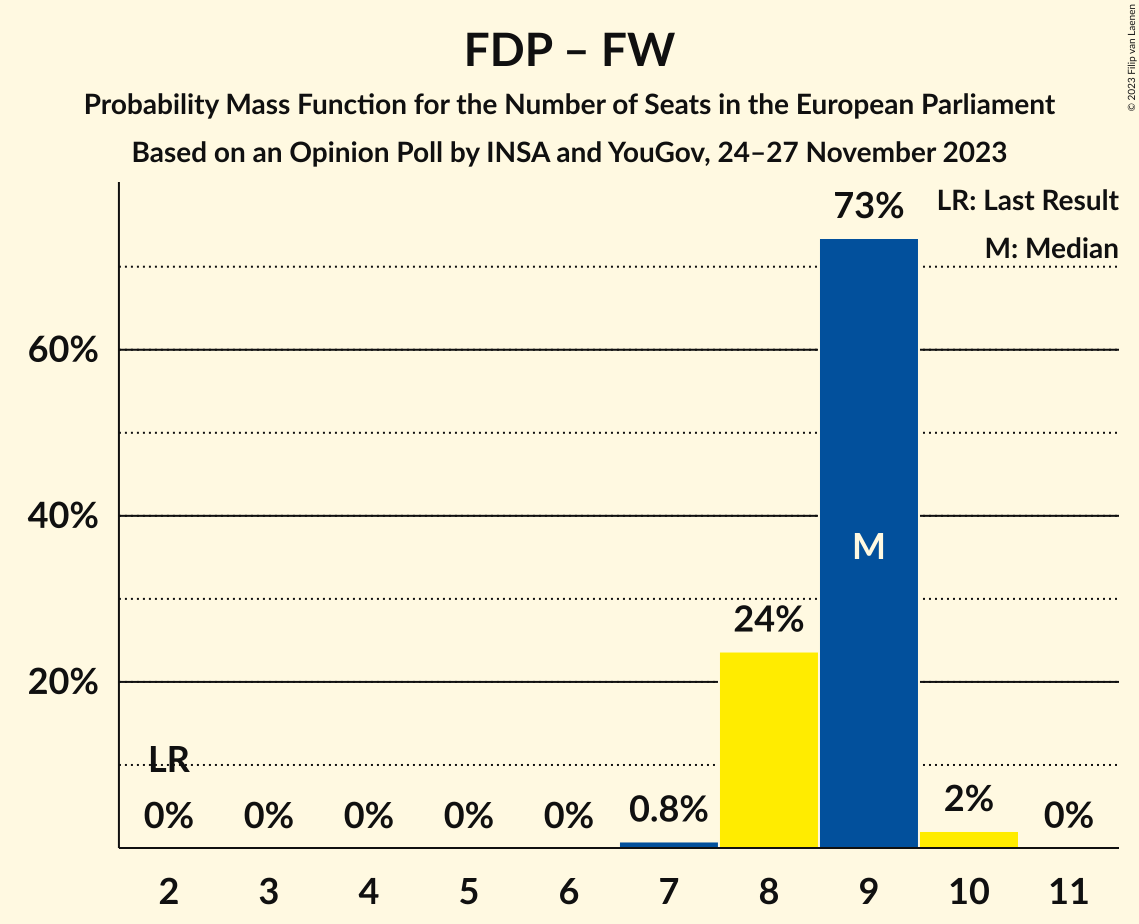 FDP – FW
Probability Mass Function for the Number of Seats in the European Parliament
Based on an Opinion Poll by INSA and YouGov, 24–27 November 2023
© 2023 Filip van Laenen
LR: Last Result
M: Median
73%
60%
40%
M
24%
20%
LR
0% 0% 0% 0% 0% 0.8% 2% 0%
2 3 4 5 6 7 8 9 10 11